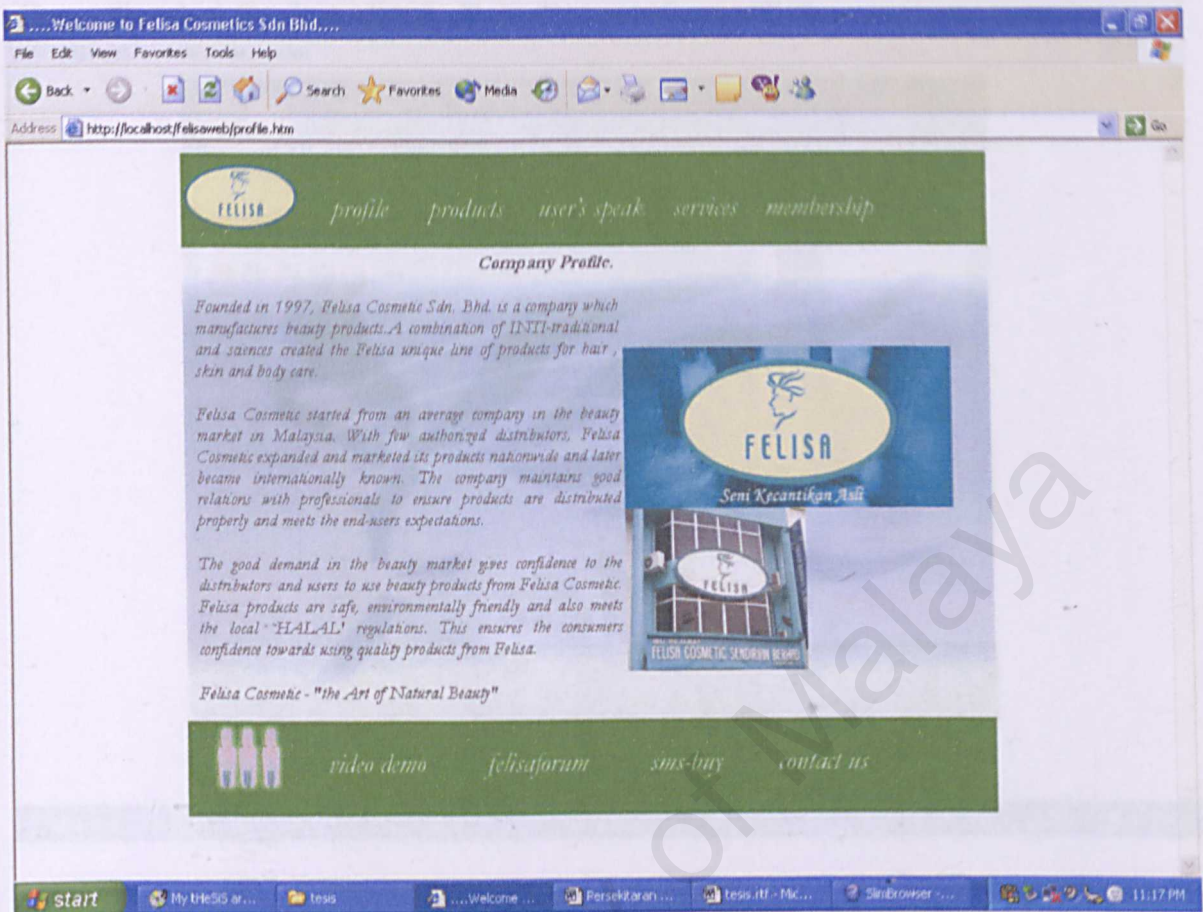 ....Welcome to Felisa Cosmetics Sdn Bhd....
File Edit View Favorites Tools Help
Back Search Favorites Media
Address http://localhost/felisaweb/profile.htm Go
FELISA
profile products user's speak services membership
Company Profile.
Founded in 1997, Felisa Cosmetic Sdn. Bhd. is a company which
manufactures beauty products.A combination of INTI-traditional
and sciences created the Felisa unique line of products for hair ,
skin and body care.
Felisa Cosmetic started from an average company in the beauty
market in Malaysia. With few authorized distributors, Felisa
Cosmetic expanded and marketed its products nationwide and later
became internationally known. The company maintains good
relations with professionals to ensure products are distributed
properly and meets the end-users expectations.
The good demand in the beauty market gives confidence to the
distributors and users to use beauty products from Felisa Cosmetic.
Felisa products are safe, environmentally friendly and also meets
the local "HALAL' regulations. This ensures the consumers
confidence towards using quality products from Felisa.
Felisa Cosmetic - "the Art of Natural Beauty"
FELISA
Seni Kecantikan Asli
FELISA
FELISA COSMETIC SENDIRIAN BERHAD
video demo felisaforum sms-buy contact us
of Malaya
start My tHeSiS ar... tesis ....Welcome ... Persekitaran ... tesis.rtf - Mic... SlimBrowser -... 11:17 PM